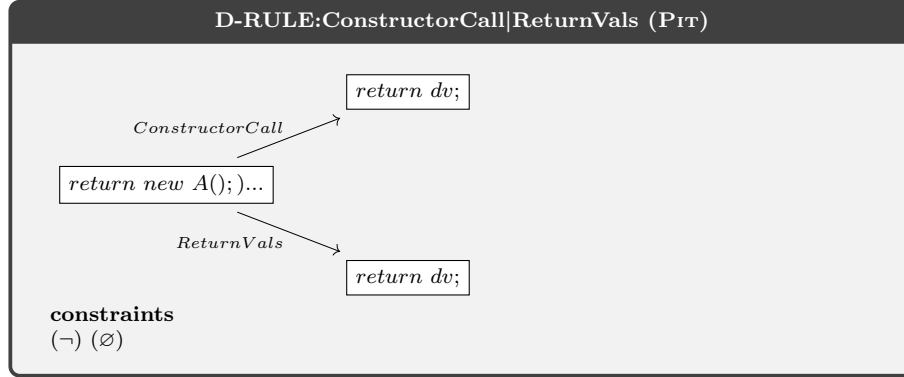 D-RULE:ConstructorCall|ReturnVals (PIT)
return dv;
ConstructorCall
return new A(); )...
ReturnVals
return dv;
constraints
(¬) (∅)